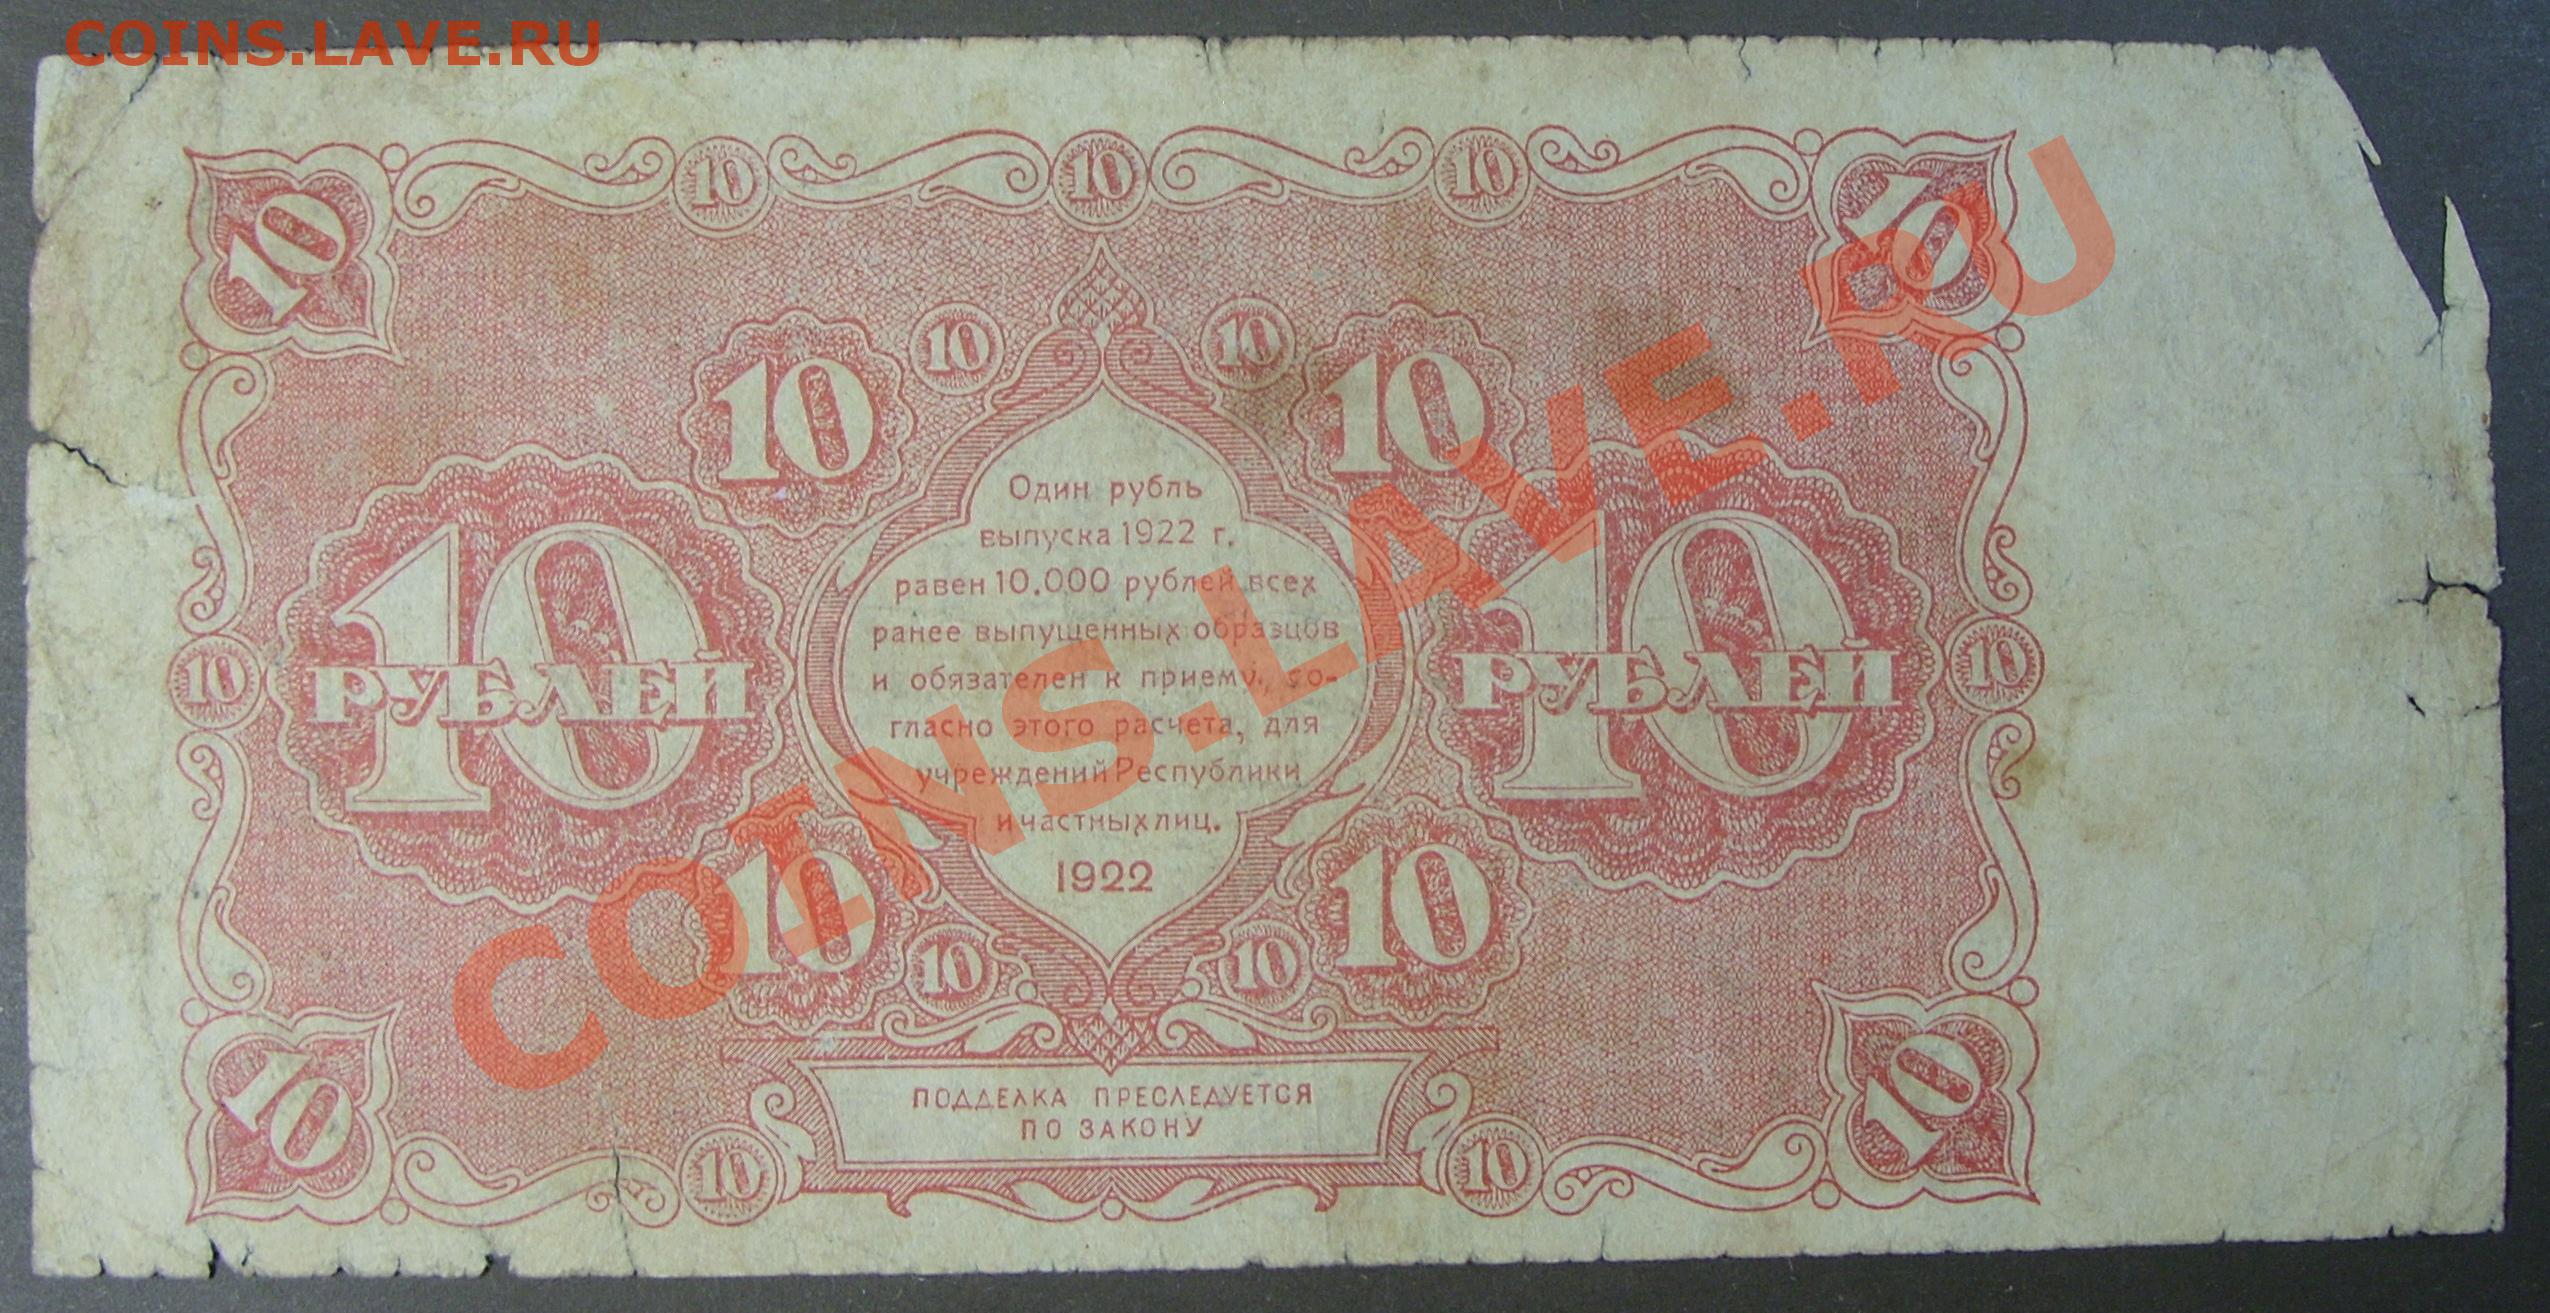 COINS.LAVE.RU
10 10 10 10 10
10 10 10 10
Один рубль
выпуска 1922 г.
равен 10.000 рублей всех
ранее выпущенных образцов
и обязателен к приему, со-
гласно этого расчета, для
учреждений Республики
и частных лиц.
1922
10 10 РУБЛЕЙ
10 РУБЛЕЙ 10
10 10 10 10
COINS.LAVE.RU
ПОДДЕЛКА ПРЕСЛЕДУЕТСЯ
ПО ЗАКОНУ
10 10 10 10